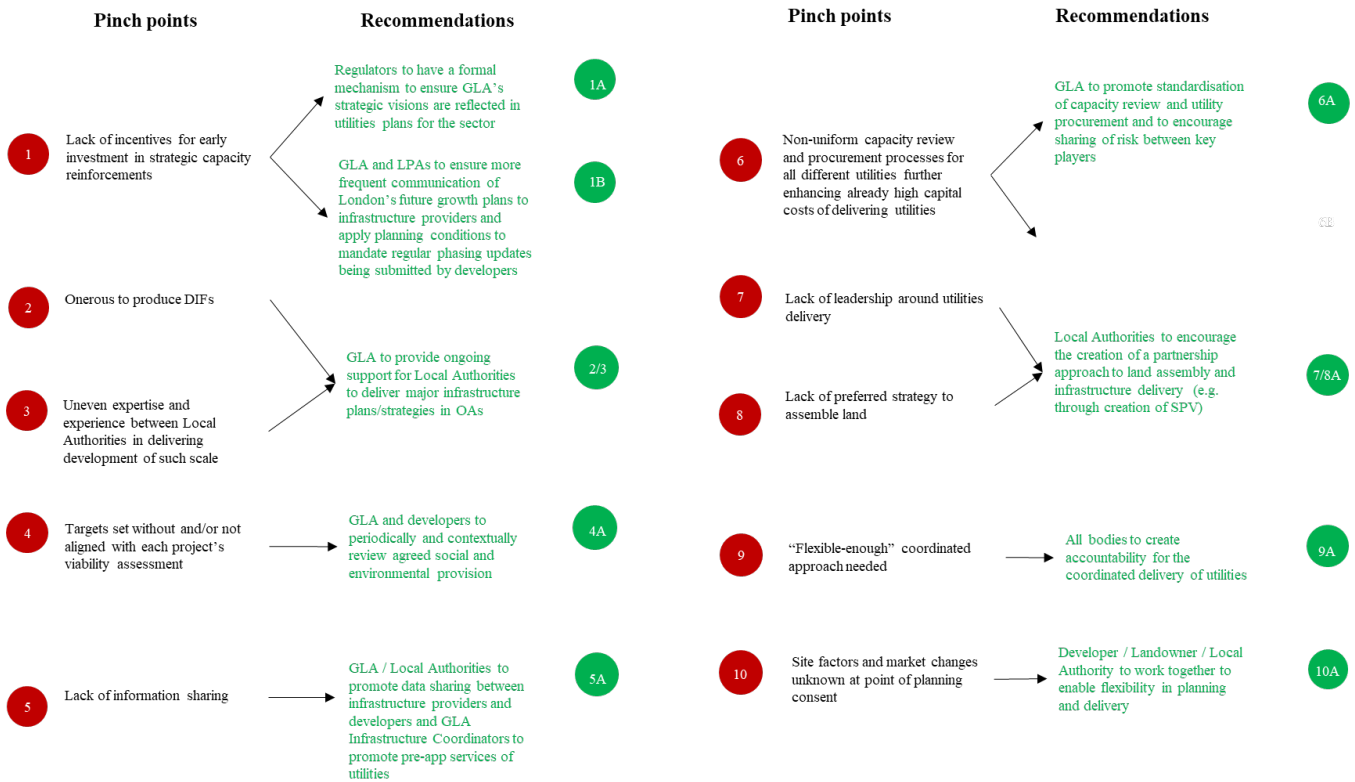 Pinch points
Recommendations
1
Lack of incentives for early
investment in strategic capacity
reinforcements
Regulators to have a formal
mechanism to ensure GLA's
strategic visions are reflected in
utilities plans for the sector
1A
GLA and LPAs to ensure more
frequent communication of
London's future growth plans to
infrastructure providers and
apply planning conditions to
mandate regular phasing updates
being submitted by developers
1B
2
Onerous to produce DIFs
3
Uneven expertise and
experience between Local
Authorities in delivering
development of such scale
GLA to provide ongoing
support for Local Authorities
to deliver major infrastructure
plans/strategies in OAs
2/3
4
Targets set without and/or not
aligned with each project's
viability assessment
GLA and developers to
periodically and contextually
review agreed social and
environmental provision
4A
5
Lack of information sharing
GLA / Local Authorities to
promote data sharing between
infrastructure providers and
developers and GLA
Infrastructure Coordinators to
promote pre-app services of
utilities
5A
Pinch points
Recommendations
6
Non-uniform capacity review
and procurement processes for
all different utilities further
enhancing already high capital
costs of delivering utilities
GLA to promote standardisation
of capacity review and utility
procurement and to encourage
sharing of risk between key
players
6A
7
Lack of leadership around utilities
delivery
8
Lack of preferred strategy to
assemble land
Local Authorities to encourage
the creation of a partnership
approach to land assembly and
infrastructure delivery (e.g.
through creation of SPV)
7/8A
9
“Flexible-enough” coordinated
approach needed
All bodies to create
accountability for the
coordinated delivery of utilities
9A
10
Site factors and market changes
unknown at point of planning
consent
Developer / Landowner / Local
Authority to work together to
enable flexibility in planning
and delivery
10A